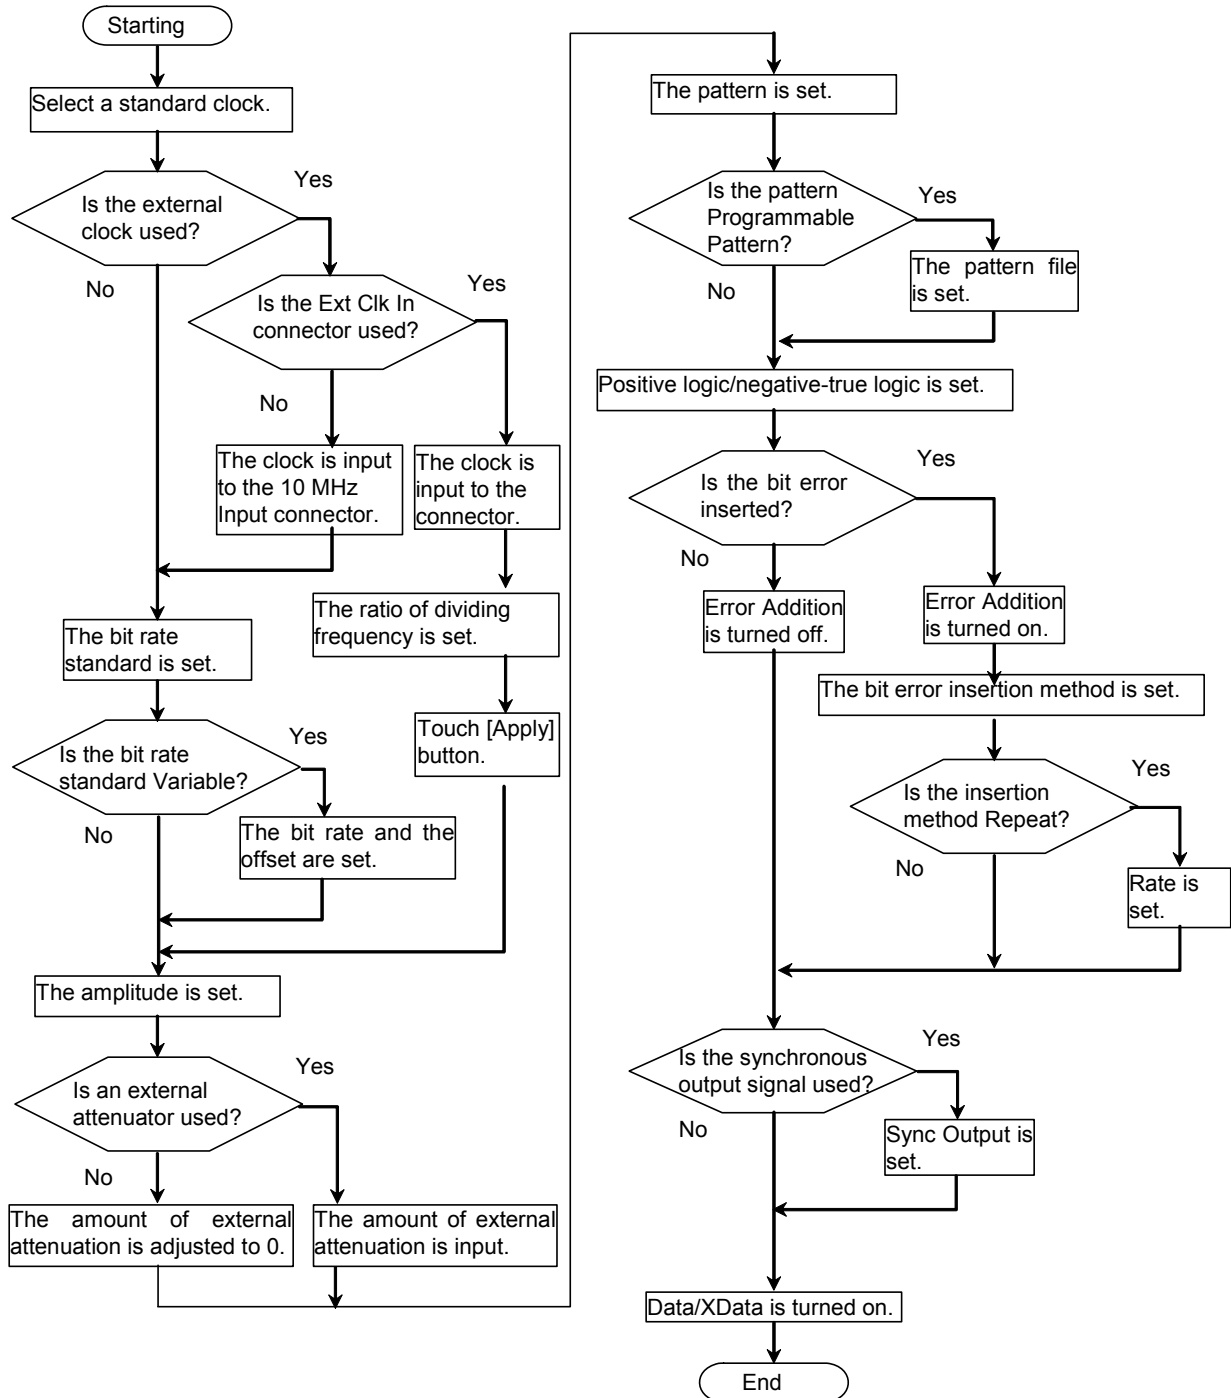 Starting
Select a standard clock.
Is the external
clock used?
Yes
No
Is the Ext Clk In
connector used?
Yes
No
The clock is input
to the 10 MHz
Input connector.
The clock is
input to the
connector.
The ratio of dividing
frequency is set.
Touch [Apply]
button.
The bit rate
standard is set.
Is the bit rate
standard Variable?
Yes
No
The bit rate and the
offset are set.
The amplitude is set.
Is an external
attenuator used?
Yes
No
The amount of external
attenuation is adjusted to 0.
The amount of external
attenuation is input.
The pattern is set.
Is the pattern
Programmable
Pattern?
Yes
No
The pattern file
is set.
Positive logic/negative-true logic is set.
Is the bit error
inserted?
Yes
No
Error Addition
is turned off.
Error Addition
is turned on.
The bit error insertion method is set.
Is the insertion
method Repeat?
Yes
No
Rate is
set.
Is the synchronous
output signal used?
Yes
No
Sync Output is
set.
Data/XData is turned on.
End